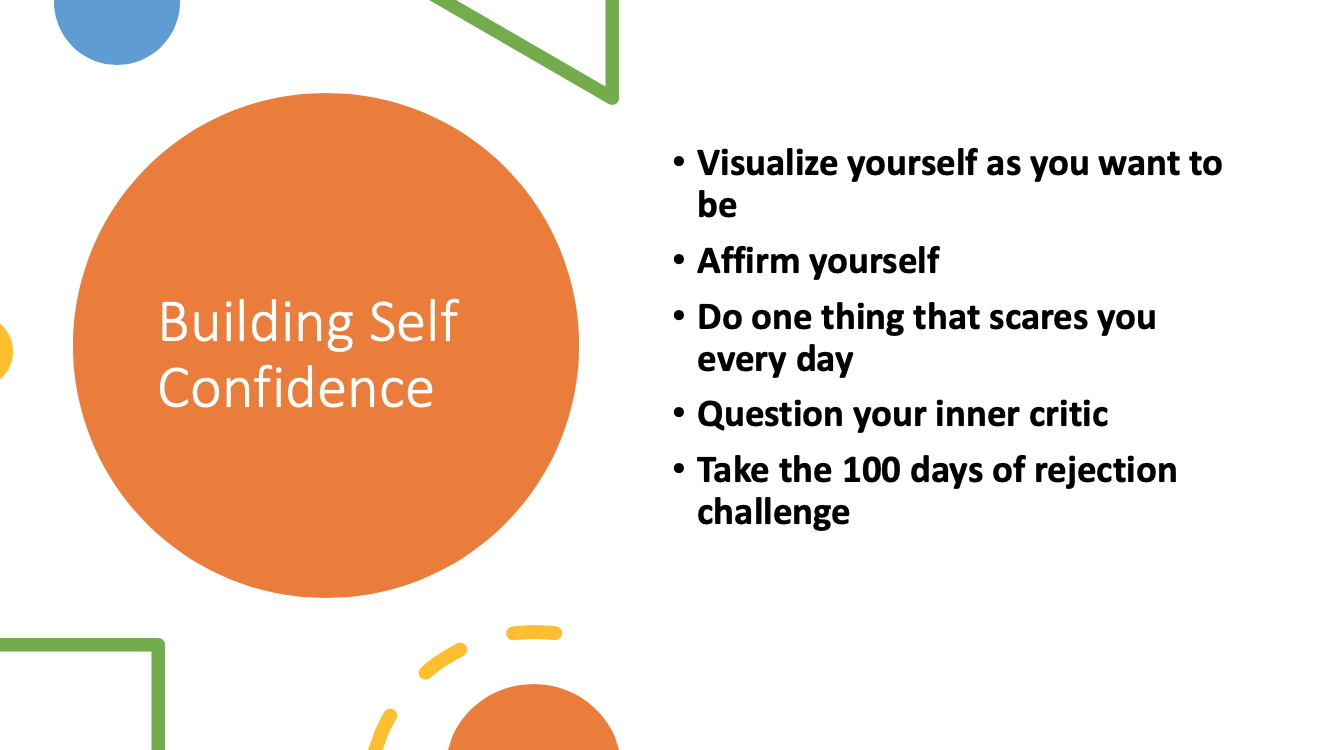 Building Self
Confidence
• Visualize yourself as you want to
be
• Affirm yourself
• Do one thing that scares you
every day
• Question your inner critic
• Take the 100 days of rejection
challenge